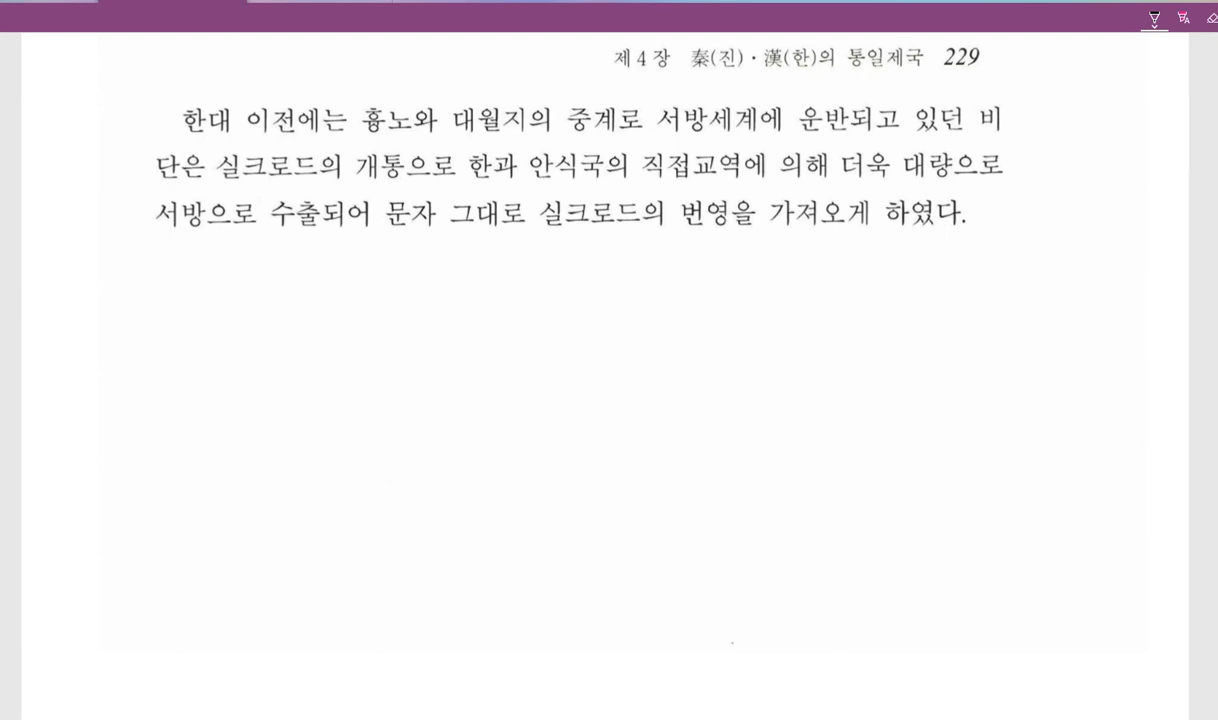 제 4 장 秦(진)·漢(한)의 통일제국 229
한대 이전에는 흉노와 대월지의 중계로 서방세계에 운반되고 있던 비
단은 실크로드의 개통으로 한과 안식국의 직접교역에 의해 더욱 대량으로
서방으로 수출되어 문자 그대로 실크로드의 번영을 가져오게 하였다.